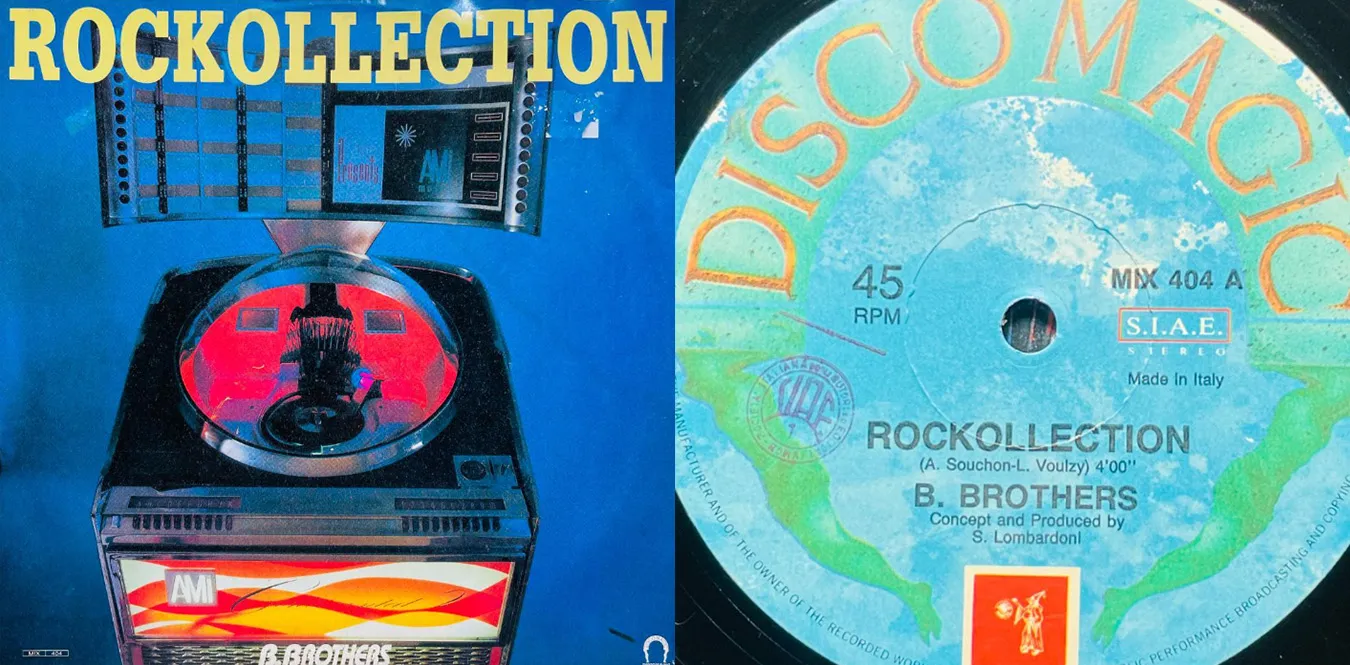 ROCKOLLECTION
Presents
AMi
AMi
MIX 404
B.BROTHERS
DISCO MAGIC
45
RPM
MIX 404 A
S.I.A.E.
STEREO
Made in Italy
ROCKOLLECTION
(A. Souchon-L. Voulzy) 4'00"
B. BROTHERS
Concept and Produced by
S. Lombardoni
MANUFACTURER AND OF THE OWNER OF THE RECORDED
PERFORMANCE BROADCASTING AND COPYING